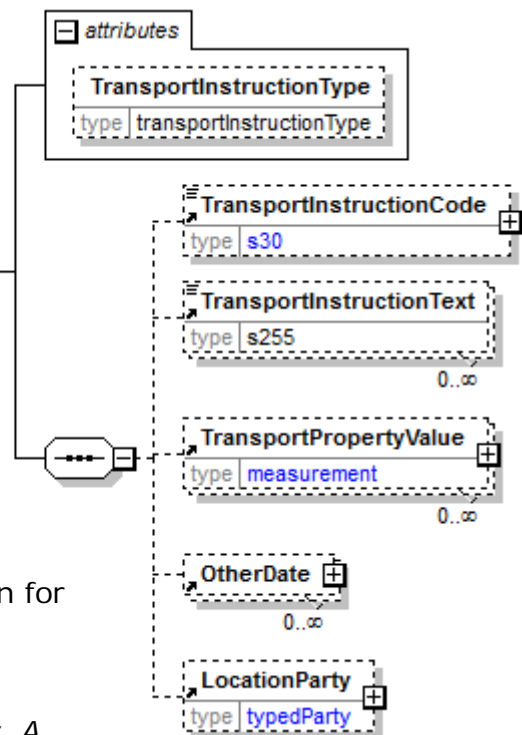 attributes
TransportInstructionType
type transportInstructionType
TransportInstructionCode
type s30
TransportInstructionText
type s255
0..∞
TransportPropertyValue
type measurement
0..∞
OtherDate
0..∞
n for
LocationParty
type typedParty
A